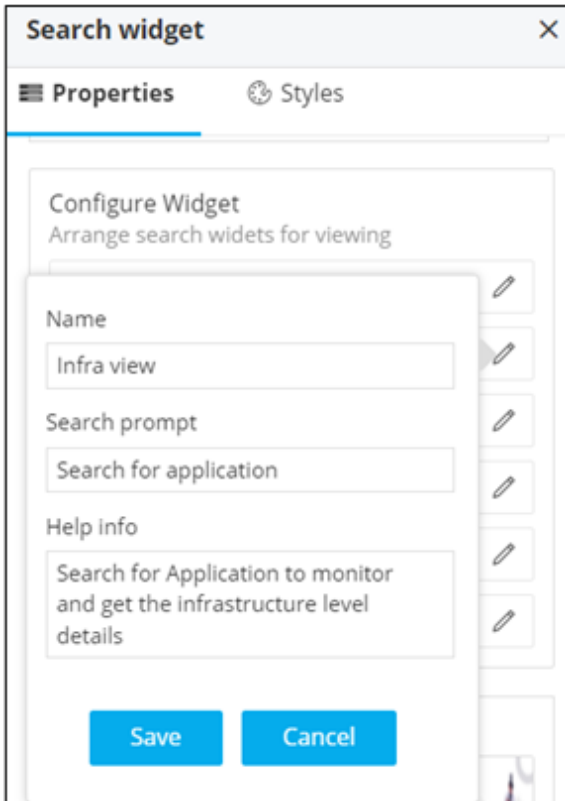 Search widget
Properties
Styles
Configure Widget
Arrange search widets for viewing
Name
Infra view
Search prompt
Search for application
Help info
Search for Application to monitor
and get the infrastructure level
details
Save
Cancel